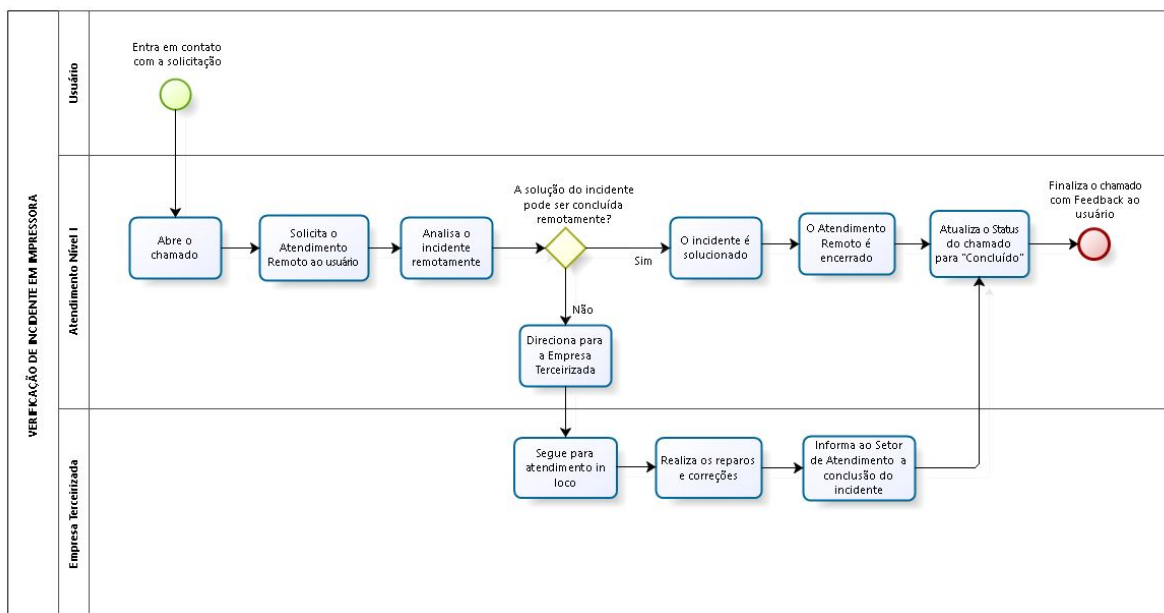 VERIFICAÇÃO DE INCIDENTE EM IMPRESSORA
Usuário
Entra em contato
com a solicitação
Atendimento Nível I
Abre o
chamado
Solicita o
Atendimento
Remoto ao usuário
Analisa o
incidente
remotamente
A solução do incidente
pode ser concluída
remotamente?
Sim
Não
O incidente é
solucionado
O Atendimento
Remoto é
encerrado
Atualiza o Status
do chamado
para "Concluído"
Finaliza o chamado
com Feedback ao
usuário
Direciona para
a Empresa
Terceirizada
Empresa Terceirizada
Segue para
atendimento in
loco
Realiza os reparos
e correções
Informa ao Setor
de Atendimento a
conclusão do
incidente